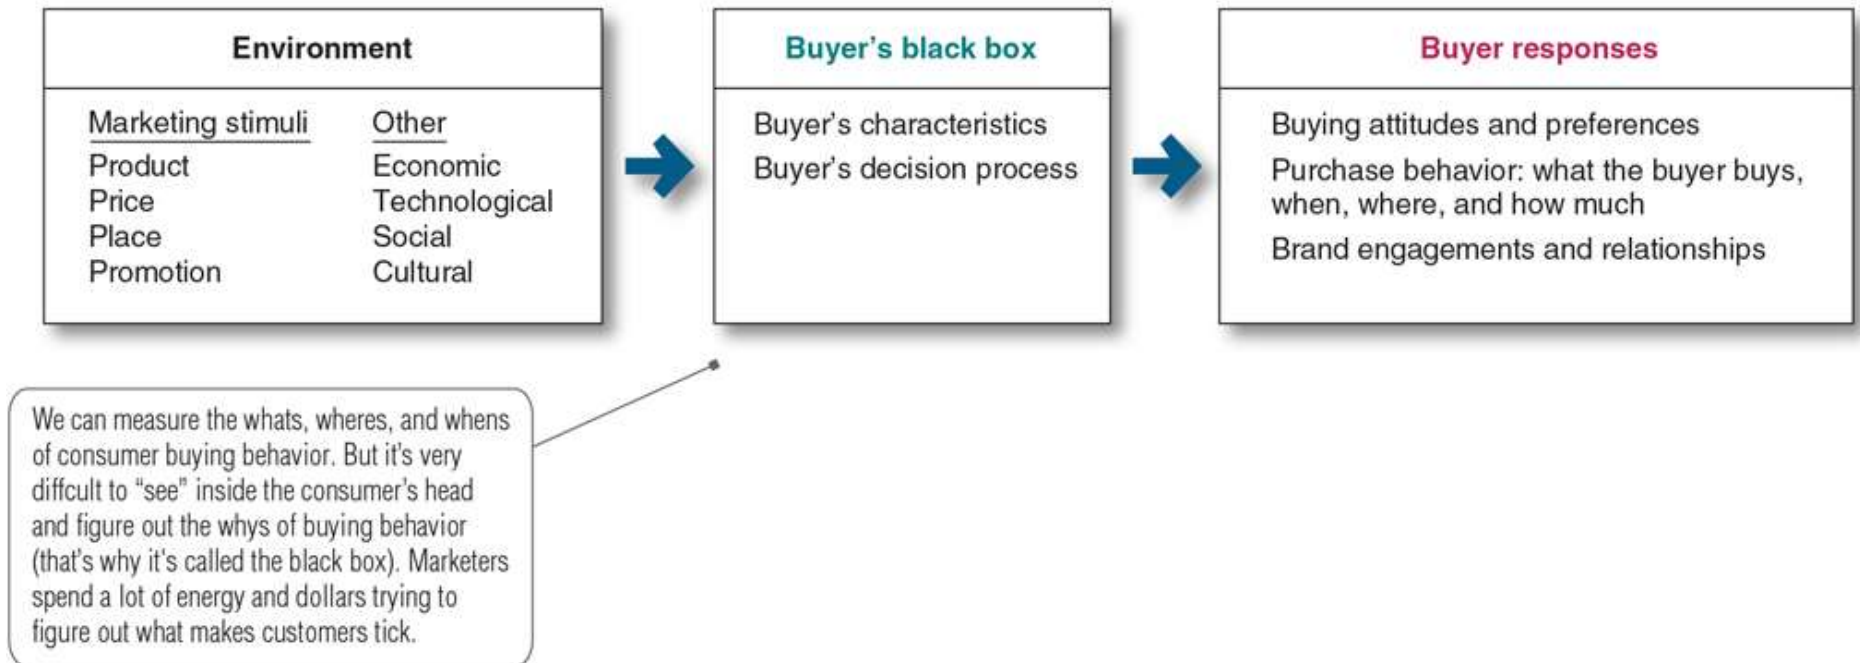 Environment
Marketing stimuli
Product
Price
Place
Promotion
Other
Economic
Technological
Social
Cultural
Buyer’s black box
Buyer’s characteristics
Buyer’s decision process
Buyer responses
Buying attitudes and preferences
Purchase behavior: what the buyer buys,
when, where, and how much
Brand engagements and relationships
We can measure the whats, wheres, and whens
of consumer buying behavior. But it’s very
diffcult to “see” inside the consumer’s head
and figure out the whys of buying behavior
(that’s why it's called the black box). Marketers
spend a lot of energy and dollars trying to
figure out what makes customers tick.